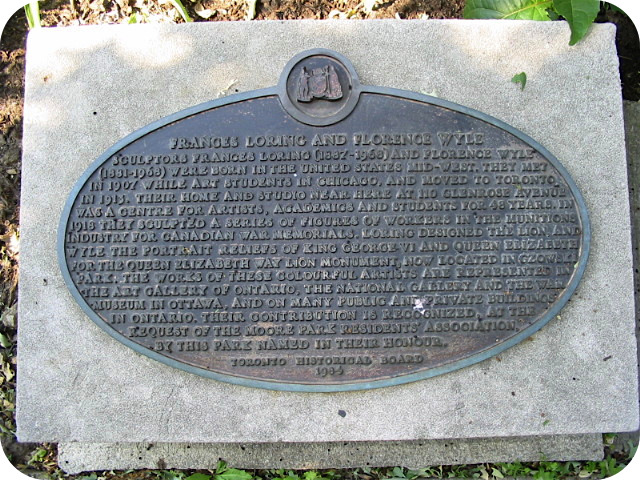 FRANCES LORING AND FLORENCE WYLE
SCULPTORS FRANCES LORING (1887-1968) AND FLORENCE WYLE
(1881-1968) WERE BORN IN THE UNITED STATES MID-WEST. THEY MET
IN 1907 WHILE ART STUDENTS IN CHICAGO, AND MOVED TO TORONTO
IN 1913. THEIR HOME AND STUDIO NEAR HERE AT 110 GLENROSE AVENUE
WAS A CENTRE FOR ARTISTS, ACADEMICS AND STUDENTS FOR 48 YEARS. IN
1918 THEY SCULPTED A SERIES OF FIGURES OF WORKERS IN THE MUNITIONS
INDUSTRY FOR CANADIAN WAR MEMORIALS. LORING DESIGNED THE LION, AND
WYLE THE PORTRAIT RELIEFS OF KING GEORGE VI AND QUEEN ELIZABETH
FOR THE QUEEN ELIZABETH WAY LION MONUMENT, NOW LOCATED IN GZOWSKI
PARK. THE WORKS OF THESE COLOURFUL ARTISTS ARE REPRESENTED IN
THE ART GALLERY OF ONTARIO, THE NATIONAL GALLERY AND THE WAR
MUSEUM IN OTTAWA, AND ON MANY PUBLIC AND PRIVATE BUILDINGS
IN ONTARIO. THEIR CONTRIBUTION IS RECOGNIZED, AT THE
REQUEST OF THE MOORE PARK RESIDENTS' ASSOCIATION,
BY THIS PARK NAMED IN THEIR HONOUR.
TORONTO HISTORICAL BOARD
1984